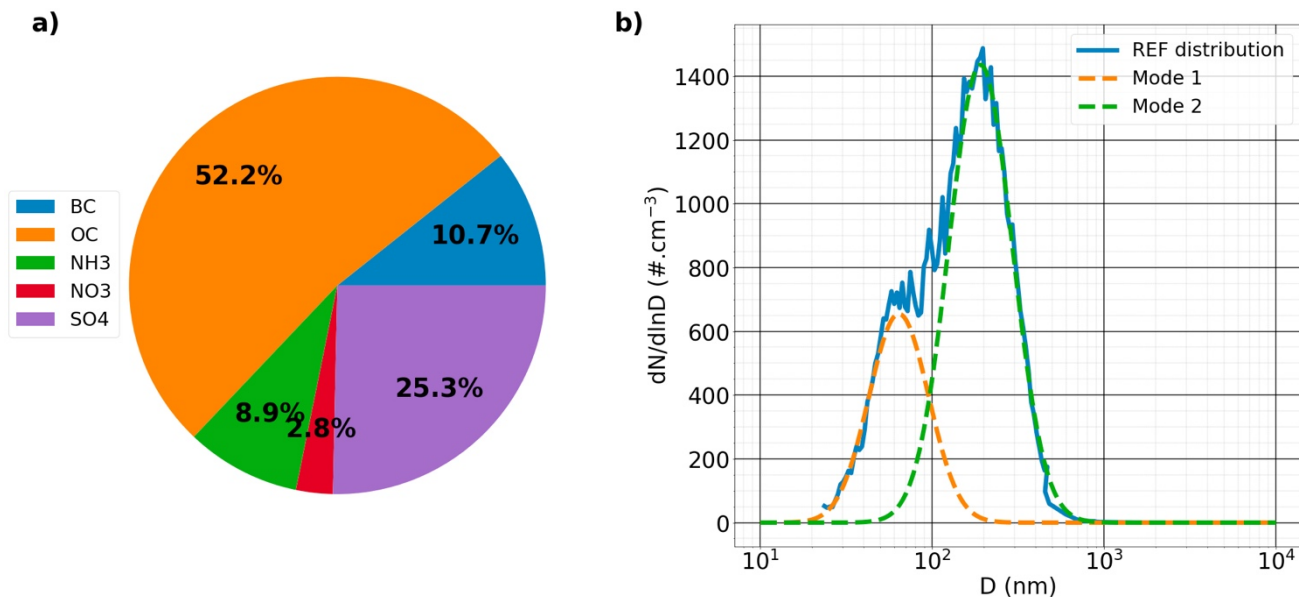 a)
52.2%
10.7%
8.9%
2.8%
25.3%
BC
OC
NH3
NO3
SO4
b)
REF distribution
Mode 1
Mode 2
dN/dlnD (#.cm⁻³)
1400
1200
1000
800
600
400
200
0
10¹
10²
10³
10⁴
D (nm)